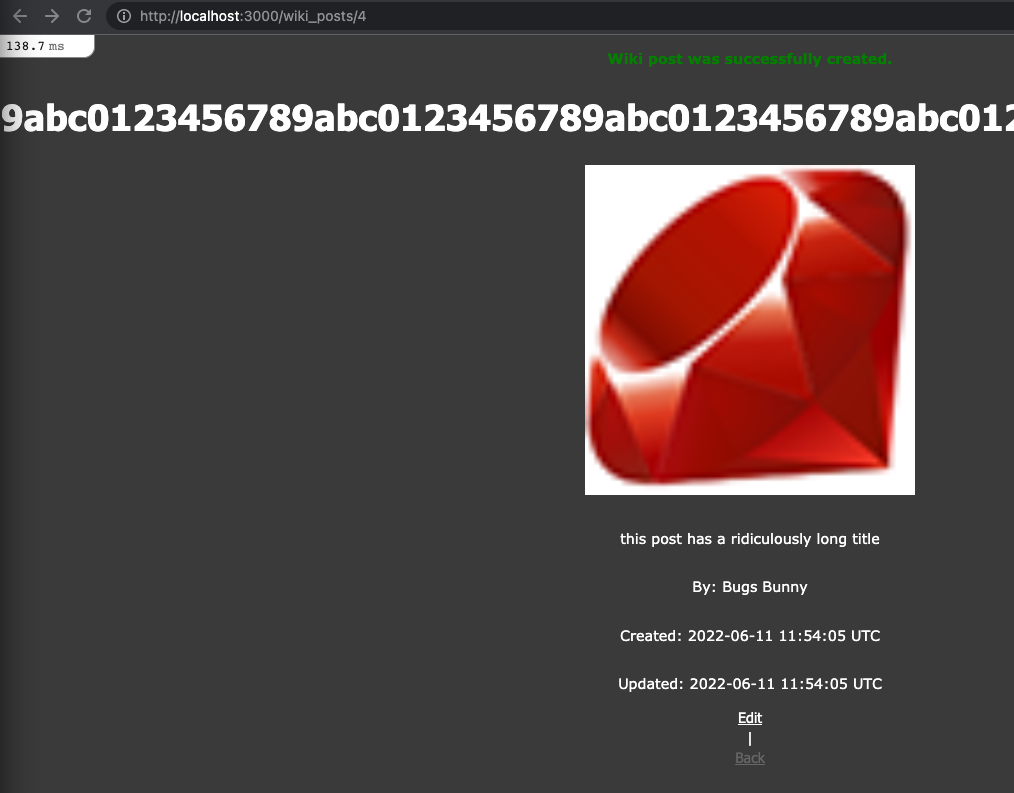 http://localhost:3000/wiki_posts/4
138.7 ms
Wiki post was successfully created.
9abc0123456789abc0123456789abc0123456789abc012
this post has a ridiculously long title
By: Bugs Bunny
Created: 2022-06-11 11:54:05 UTC
Updated: 2022-06-11 11:54:05 UTC
Edit
|
Back